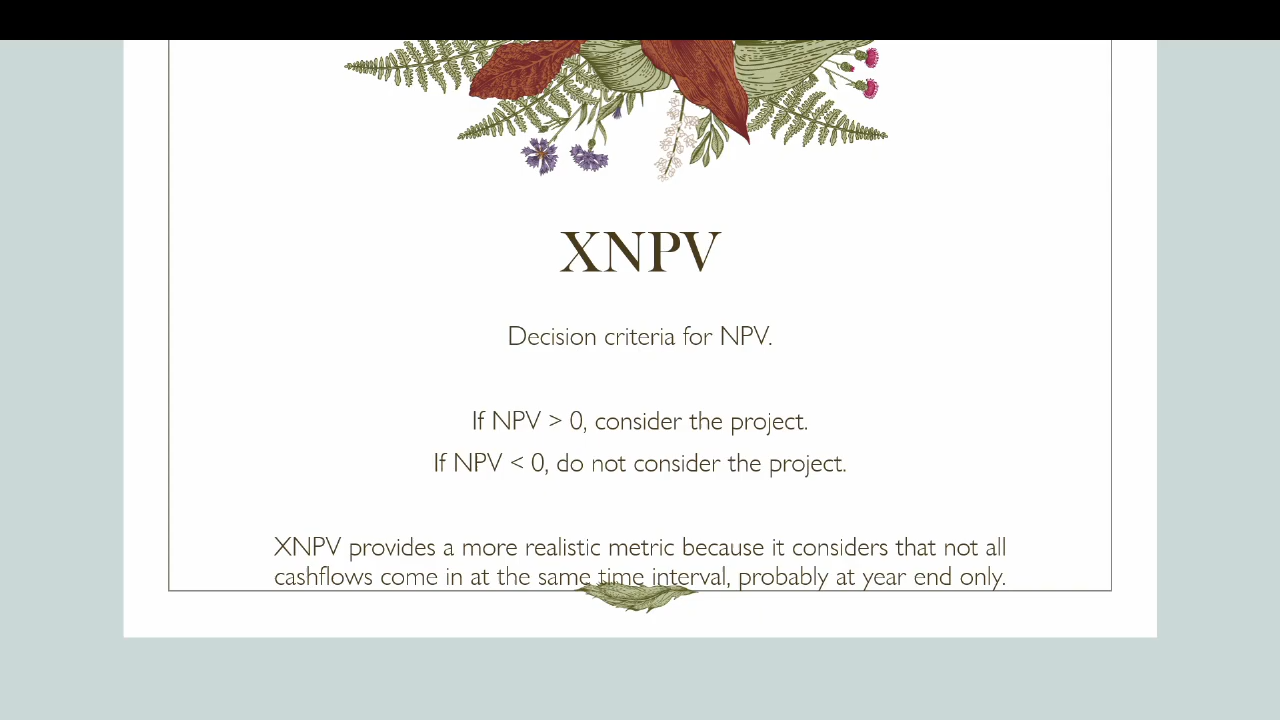 XNPV
Decision criteria for NPV.
If NPV > 0, consider the project.
If NPV < 0, do not consider the project.
XNPV provides a more realistic metric because it considers that not all
cashflows come in at the same time interval, probably at year end only.